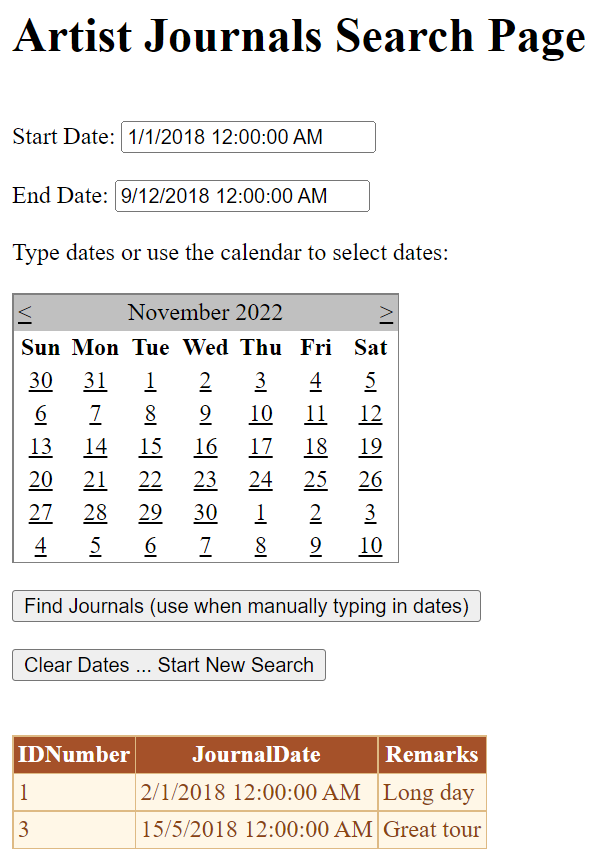 Artist Journals Search Page
Start Date: 1/1/2018 12:00:00 AM
End Date: 9/12/2018 12:00:00 AM
Type dates or use the calendar to select dates:
< November 2022 >
Sun Mon Tue Wed Thu Fri Sat
30 31 1 2 3 4 5
6 7 8 9 10 11 12
13 14 15 16 17 18 19
20 21 22 23 24 25 26
27 28 29 30 1 2 3
4 5 6 7 8 9 10
Find Journals (use when manually typing in dates)
Clear Dates ... Start New Search
IDNumber JournalDate Remarks
1 2/1/2018 12:00:00 AM Long day
3 15/5/2018 12:00:00 AM Great tour